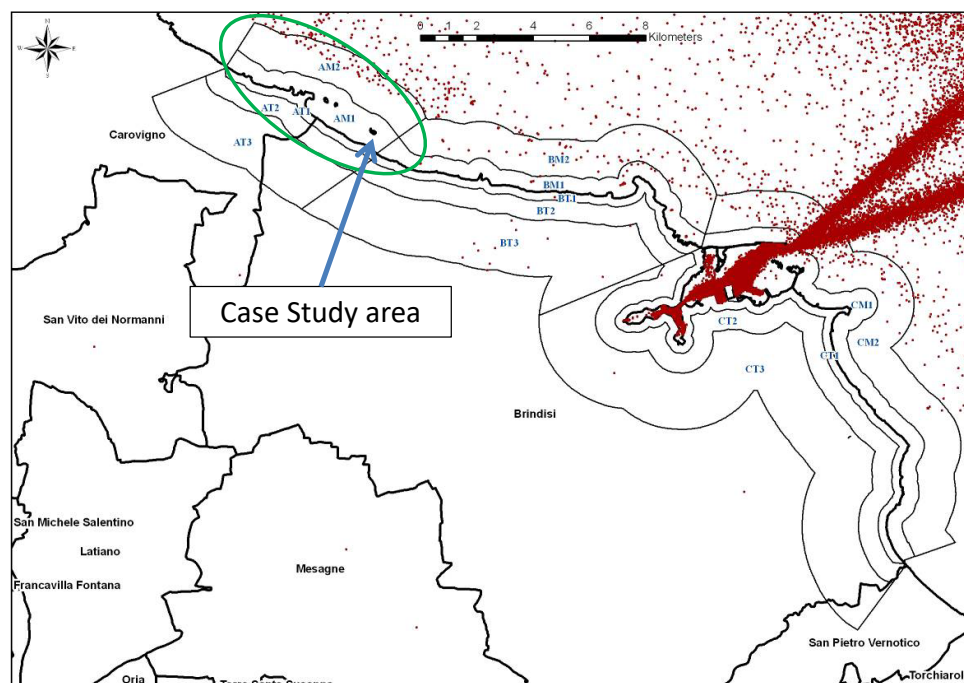 N
W E
S
0 1 2 4 6 8
Kilometers
AM2
AT2
AT1
AM1
Carovigno
AT3
BM2
BM1
BT1
BT2
BT3
Case Study area
San Vito dei Normanni
CM1
CT2
CM2
CT1
CT3
Brindisi
San Michele Salentino
Latiano
Mesagne
Francavilla Fontana
San Pietro Vernotico
Oria
Torchiarol